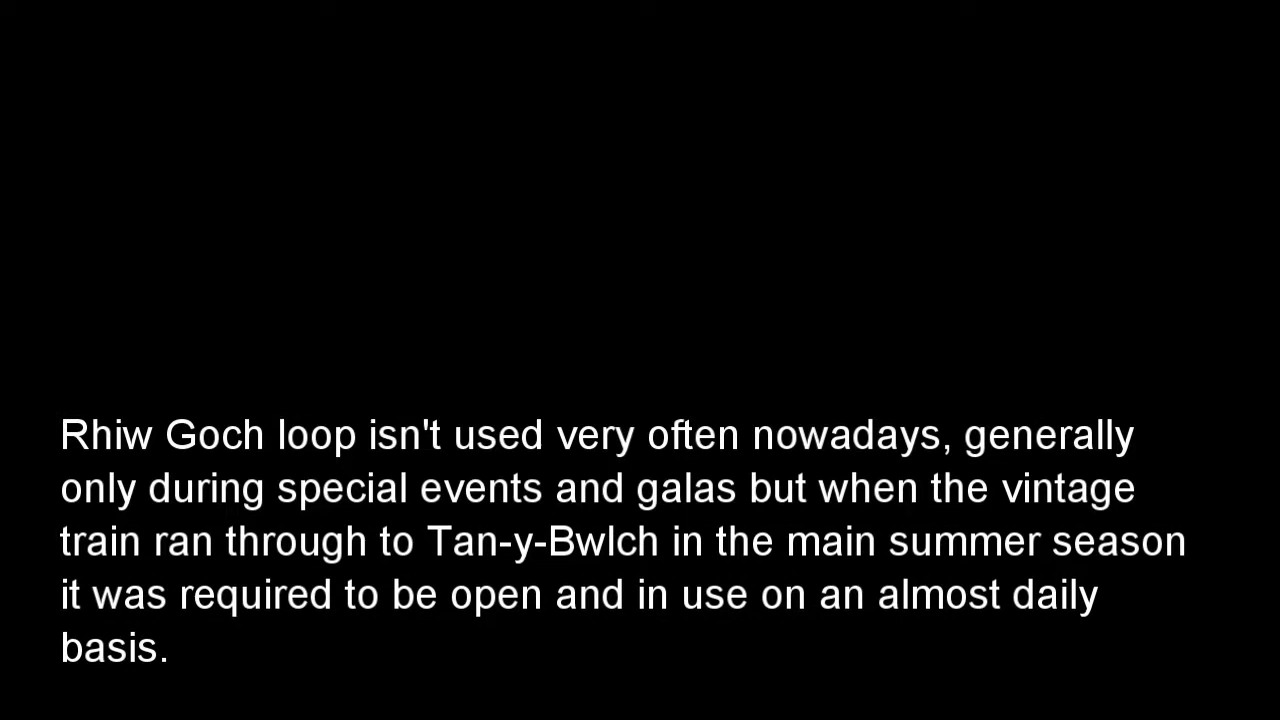 Rhiw Goch loop isn't used very often nowadays, generally
only during special events and galas but when the vintage
train ran through to Tan-y-Bwlch in the main summer season
it was required to be open and in use on an almost daily
basis.